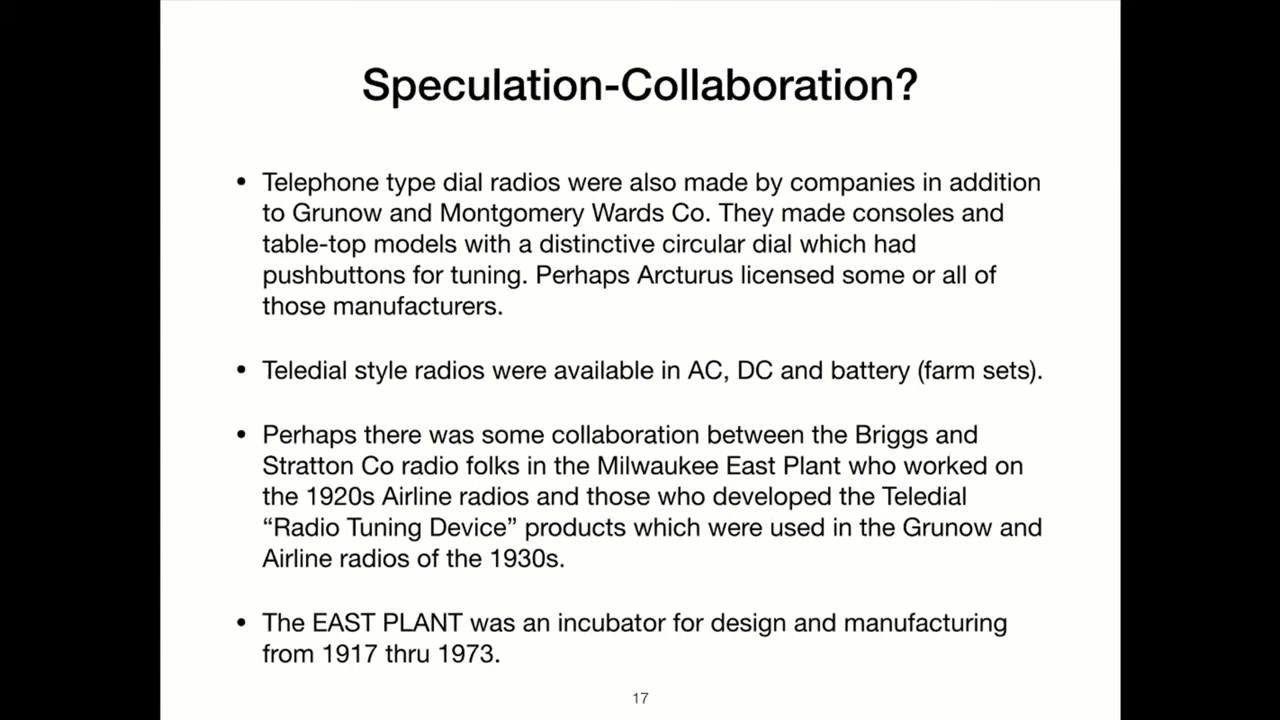 Speculation-Collaboration?
• Telephone type dial radios were also made by companies in addition
to Grunow and Montgomery Wards Co. They made consoles and
table-top models with a distinctive circular dial which had
pushbuttons for tuning. Perhaps Arcturus licensed some or all of
those manufacturers.
• Teledial style radios were available in AC, DC and battery (farm sets).
• Perhaps there was some collaboration between the Briggs and
Stratton Co radio folks in the Milwaukee East Plant who worked on
the 1920s Airline radios and those who developed the Teledial
“Radio Tuning Device” products which were used in the Grunow and
Airline radios of the 1930s.
• The EAST PLANT was an incubator for design and manufacturing
from 1917 thru 1973.
17